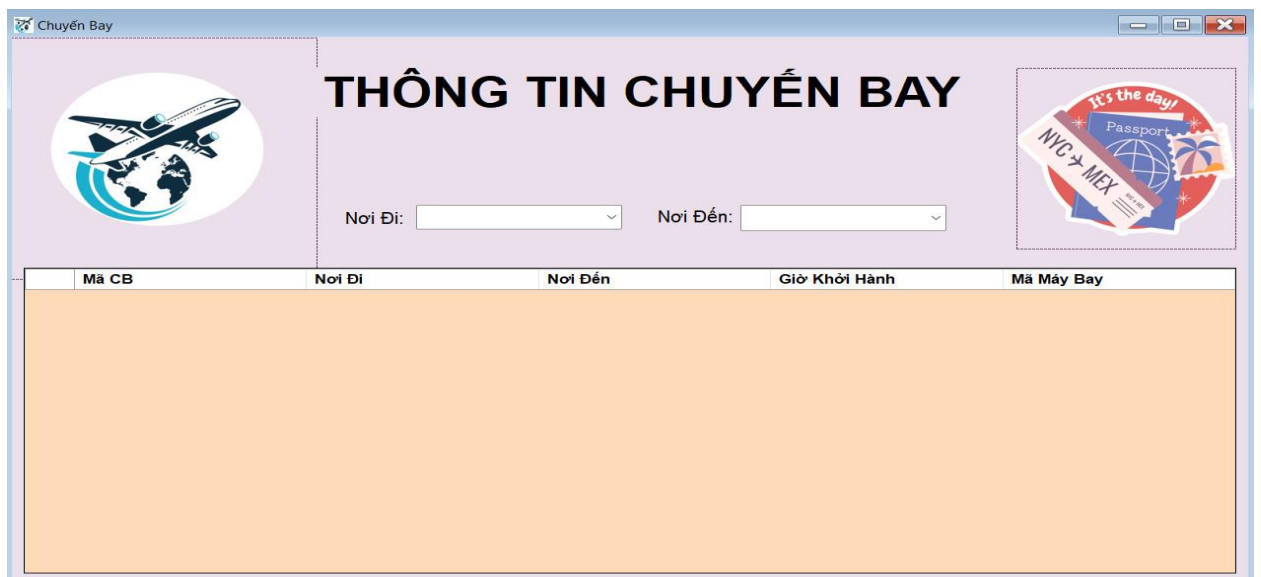 Chuyến Bay
THÔNG TIN CHUYẾN BAY
It's the day!
Passport
NYC → MEX
Nơi Đi:
Nơi Đến:
Mã CB Nơi Đi Nơi Đến Giờ Khởi Hành Mã Máy Bay